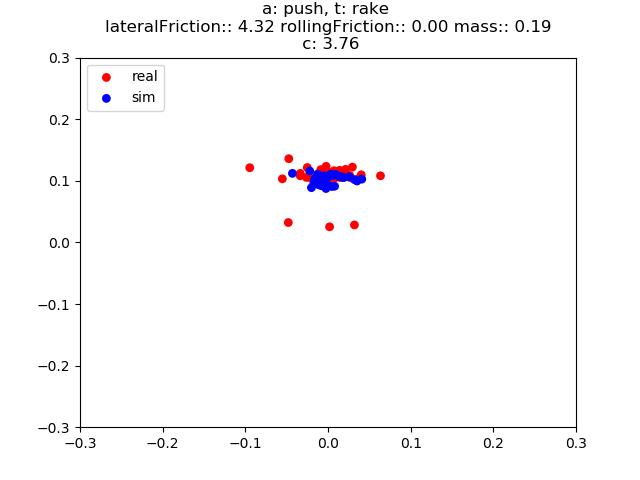 a: push, t: rake
lateralFriction:: 4.32 rollingFriction:: 0.00 mass:: 0.19
c: 3.76
real
sim
0.3
0.2
0.1
0.0
−0.1
−0.2
−0.3
−0.3 −0.2 −0.1 0.0 0.1 0.2 0.3